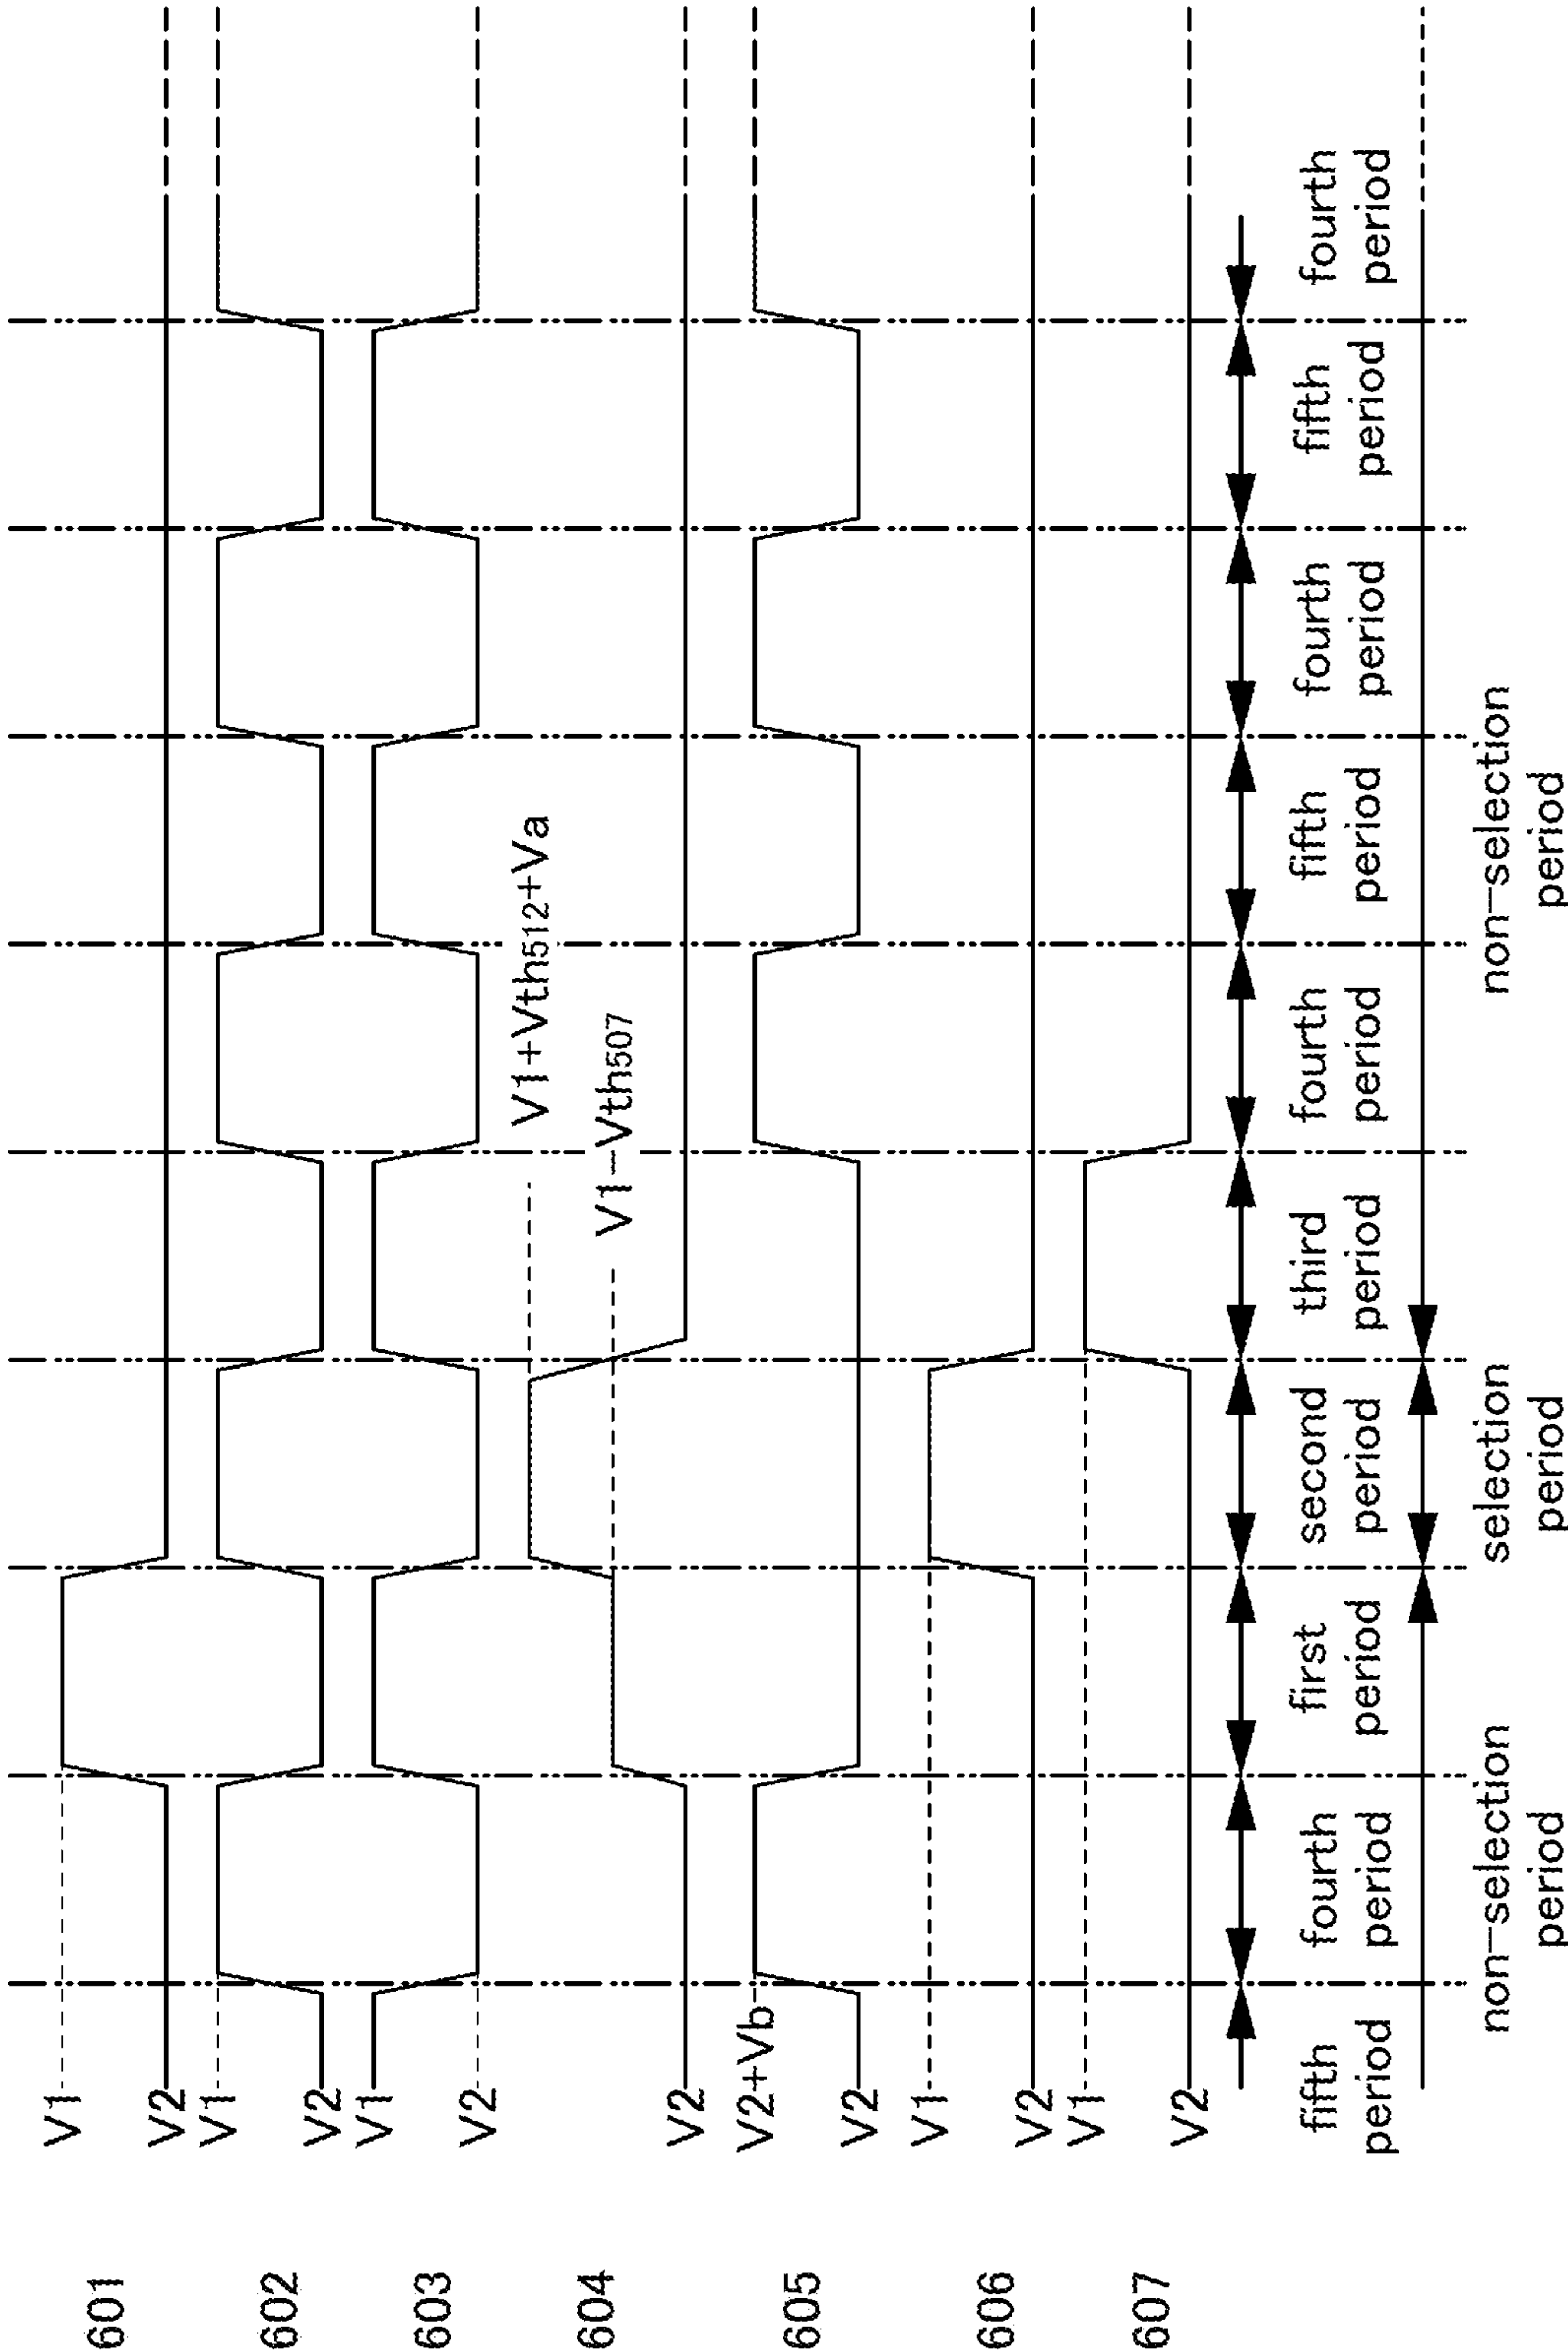 601
V1
V2
602
V1
V2
603
V1
V2
604
V1+Vth512+Va
V1-Vth507
V2
605
V2+Vb
V2
606
V1
V2
607
V1
V2
fifth period
fourth period
first period
second period
third period
fourth period
fifth period
fourth period
fifth period
fourth period
non-selection period
selection period
non-selection period